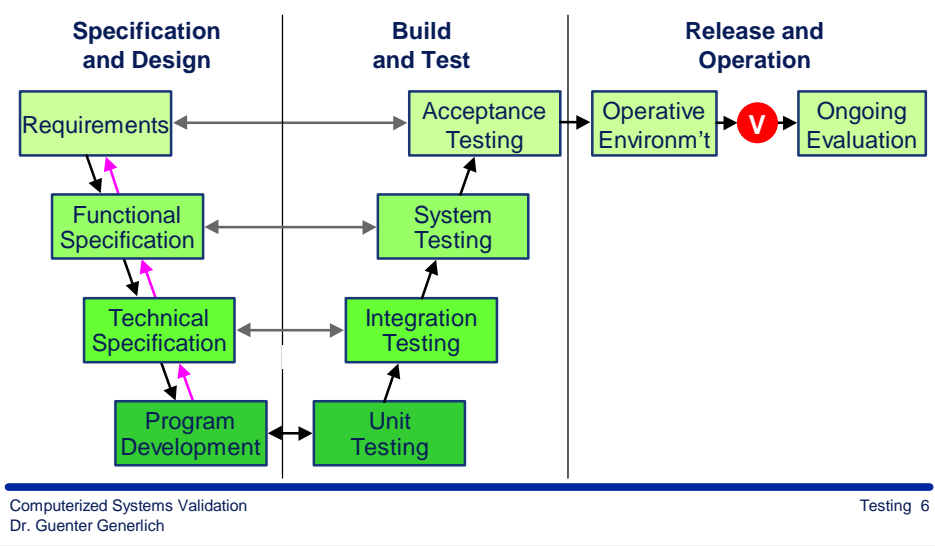 Specification
and Design
Build
and Test
Release and
Operation
Requirements
Acceptance
Testing
Operative
Environm't
V
Ongoing
Evaluation
Functional
Specification
System
Testing
Technical
Specification
Integration
Testing
Program
Development
Unit
Testing
Computerized Systems Validation
Testing 6
Dr. Guenter Generlich